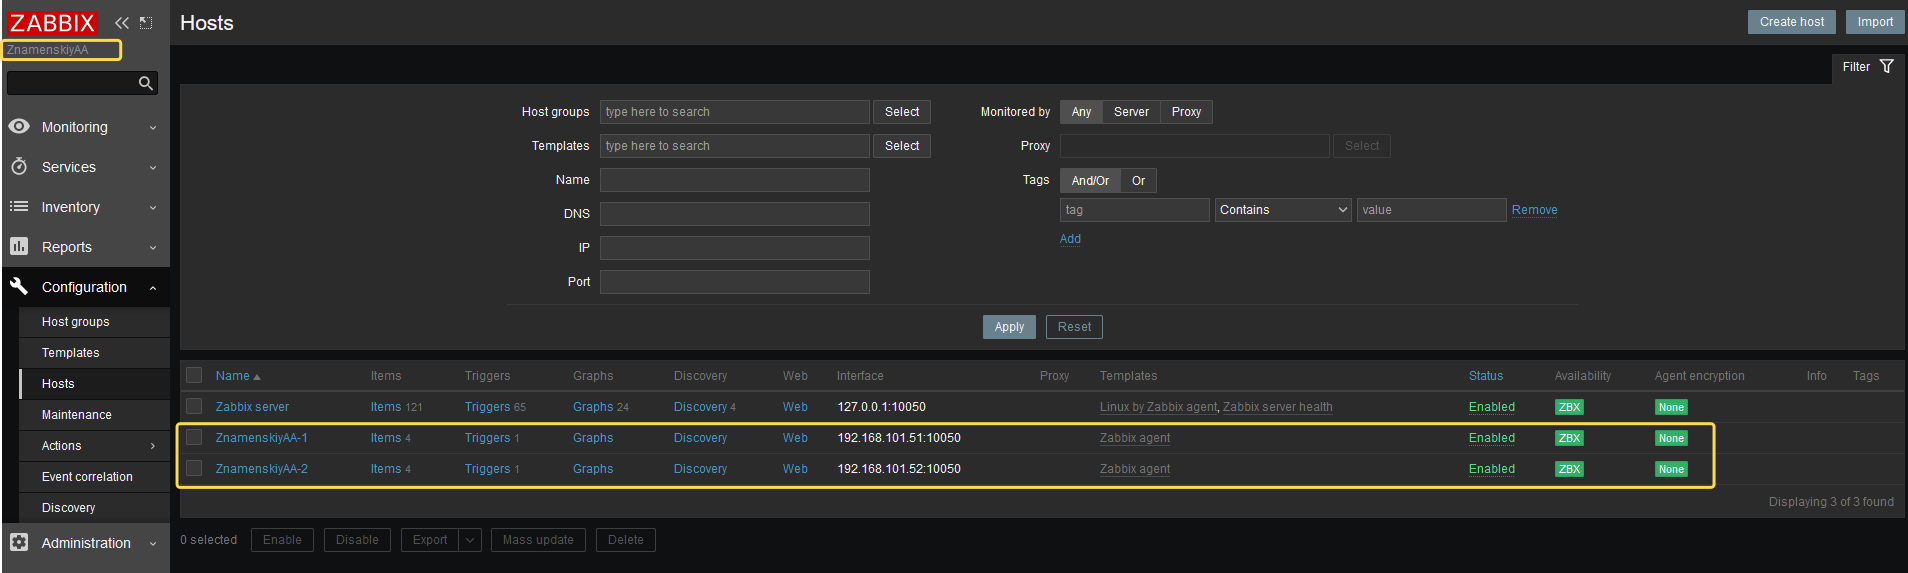 ZABBIX
ZnamenskiyAA
Monitoring
Services
Inventory
Reports
Configuration
Host groups
Templates
Hosts
Maintenance
Actions
Event correlation
Discovery
Administration
Hosts
Create host Import
Filter
Host groups type here to search Select
Templates type here to search Select
Name
DNS
IP
Port
Monitored by Any Server Proxy
Proxy Select
Tags And/Or Or
tag Contains value Remove
Add
Apply Reset
Name Items Triggers Graphs Discovery Web Interface Proxy Templates Status Availability Agent encryption Info Tags
Zabbix server Items 121 Triggers 65 Graphs 24 Discovery 4 Web 127.0.0.1:10050 Linux by Zabbix agent, Zabbix server health Enabled ZBX None
ZnamenskiyAA-1 Items 4 Triggers 1 Graphs Discovery Web 192.168.101.51:10050 Zabbix agent Enabled ZBX None
ZnamenskiyAA-2 Items 4 Triggers 1 Graphs Discovery Web 192.168.101.52:10050 Zabbix agent Enabled ZBX None
Displaying 3 of 3 found
0 selected Enable Disable Export Mass update Delete